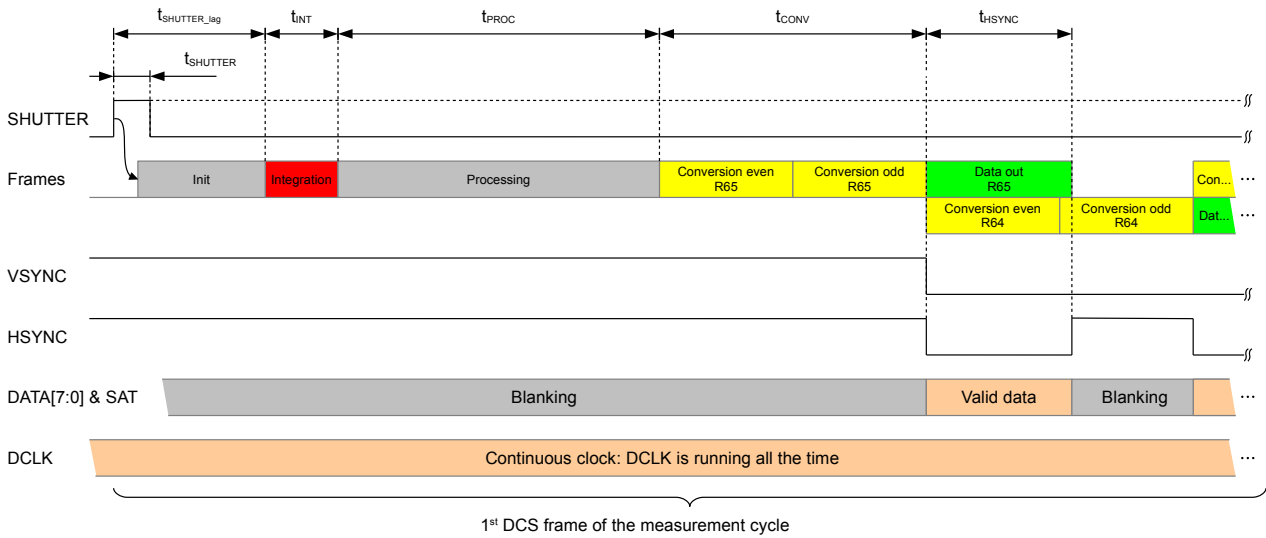 tSHUTTER_lag tINT tPROC tCONV tHSYNC
tSHUTTER
SHUTTER
Frames Init Integration Processing Conversion even R65 Conversion odd R65 Data out R65 Con... ...
Conversion even R64 Conversion odd R64 Dat... ...
VSYNC
HSYNC
DATA[7:0] & SAT Blanking Valid data Blanking ...
DCLK Continuous clock: DCLK is running all the time ...
1st DCS frame of the measurement cycle